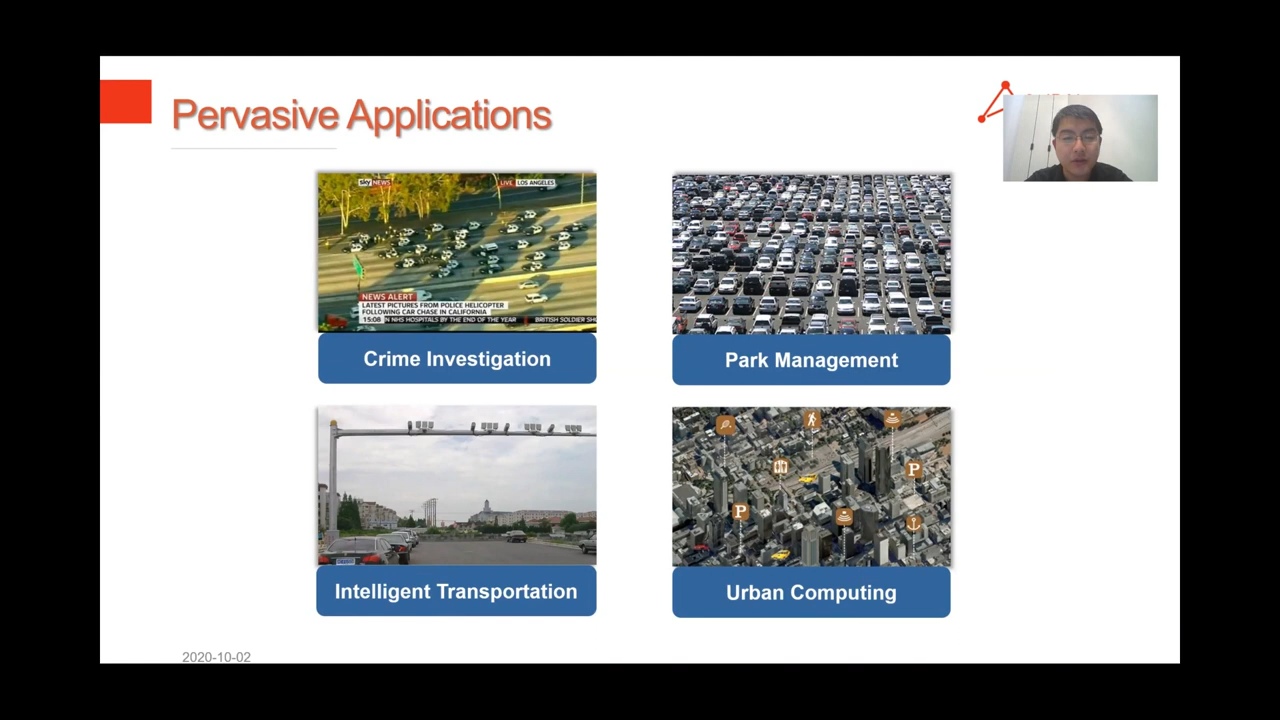 Pervasive Applications
sky NEWS
LIVE LOS ANGELES
NEWS ALERT
LATEST PICTURES FROM POLICE HELICOPTER
FOLLOWING CAR CHASE IN CALIFORNIA
15:08 N NHS HOSPITALS BY THE END OF THE YEAR BRITISH SOLDIER SH
Crime Investigation
Park Management
P
P
Intelligent Transportation
Urban Computing
2020-10-02